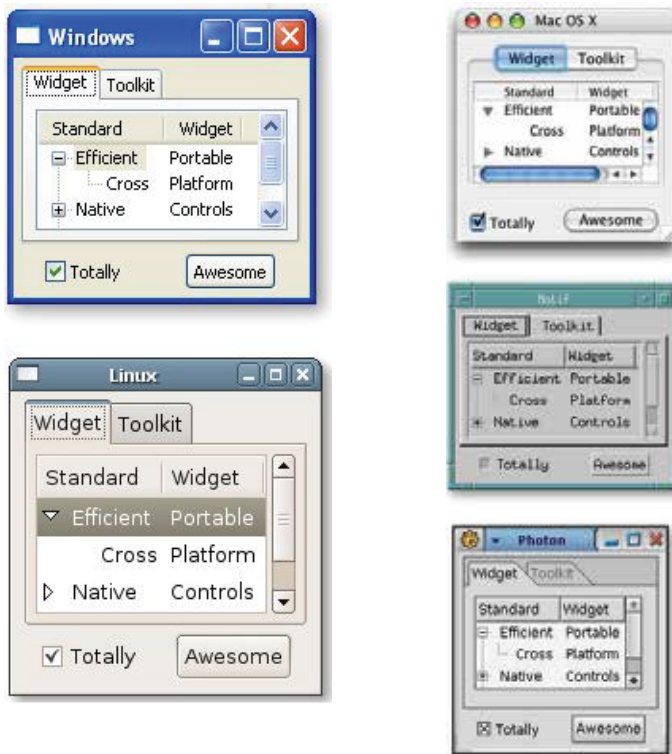 Windows
Widget Toolkit
Standard Widget
Efficient Portable
Cross Platform
Native Controls
Totally Awesome
Linux
Widget Toolkit
Standard Widget
Efficient Portable
Cross Platform
Native Controls
Totally Awesome
Mac OS X
Widget Toolkit
Standard Widget
Efficient Portable
Cross Platform
Native Controls
Totally Awesome
Motif
Widget Toolkit
Standard Widget
Efficient Portable
Cross Platform
Native Controls
Totally Awesome
Photon
Widget Toolkit
Standard Widget
Efficient Portable
Cross Platform
Native Controls
Totally Awesome